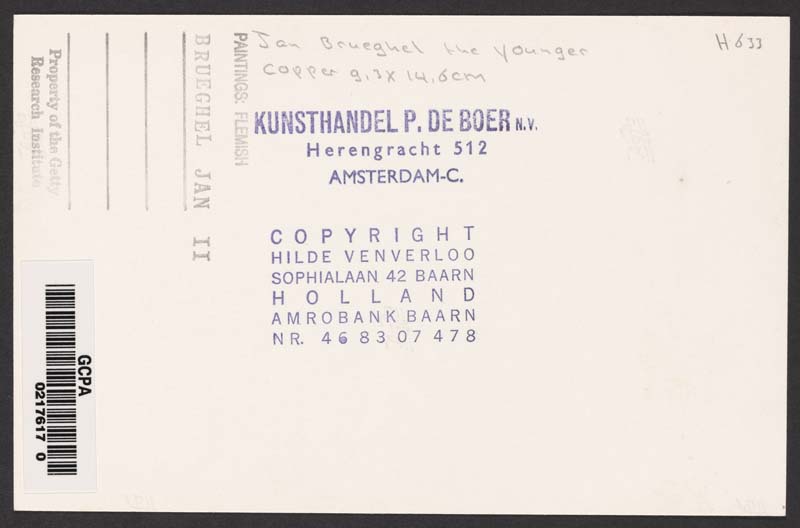 Jan Brueghel the Younger
copper 9,3 x 14,6cm
H633
KUNSTHANDEL P. DE BOER N.V.
Herengracht 512
AMSTERDAM-C.
COPYRIGHT
HILDE VENVERLOO
SOPHIALAAN 42 BAARN
HOLLAND
AMROBANK BAARN
NR. 46 83 07 478
PAINTINGS: FLEMISH
BRUEGHEL JAN II
Property of the Getty
Research Institute
GCPA
0217617 0